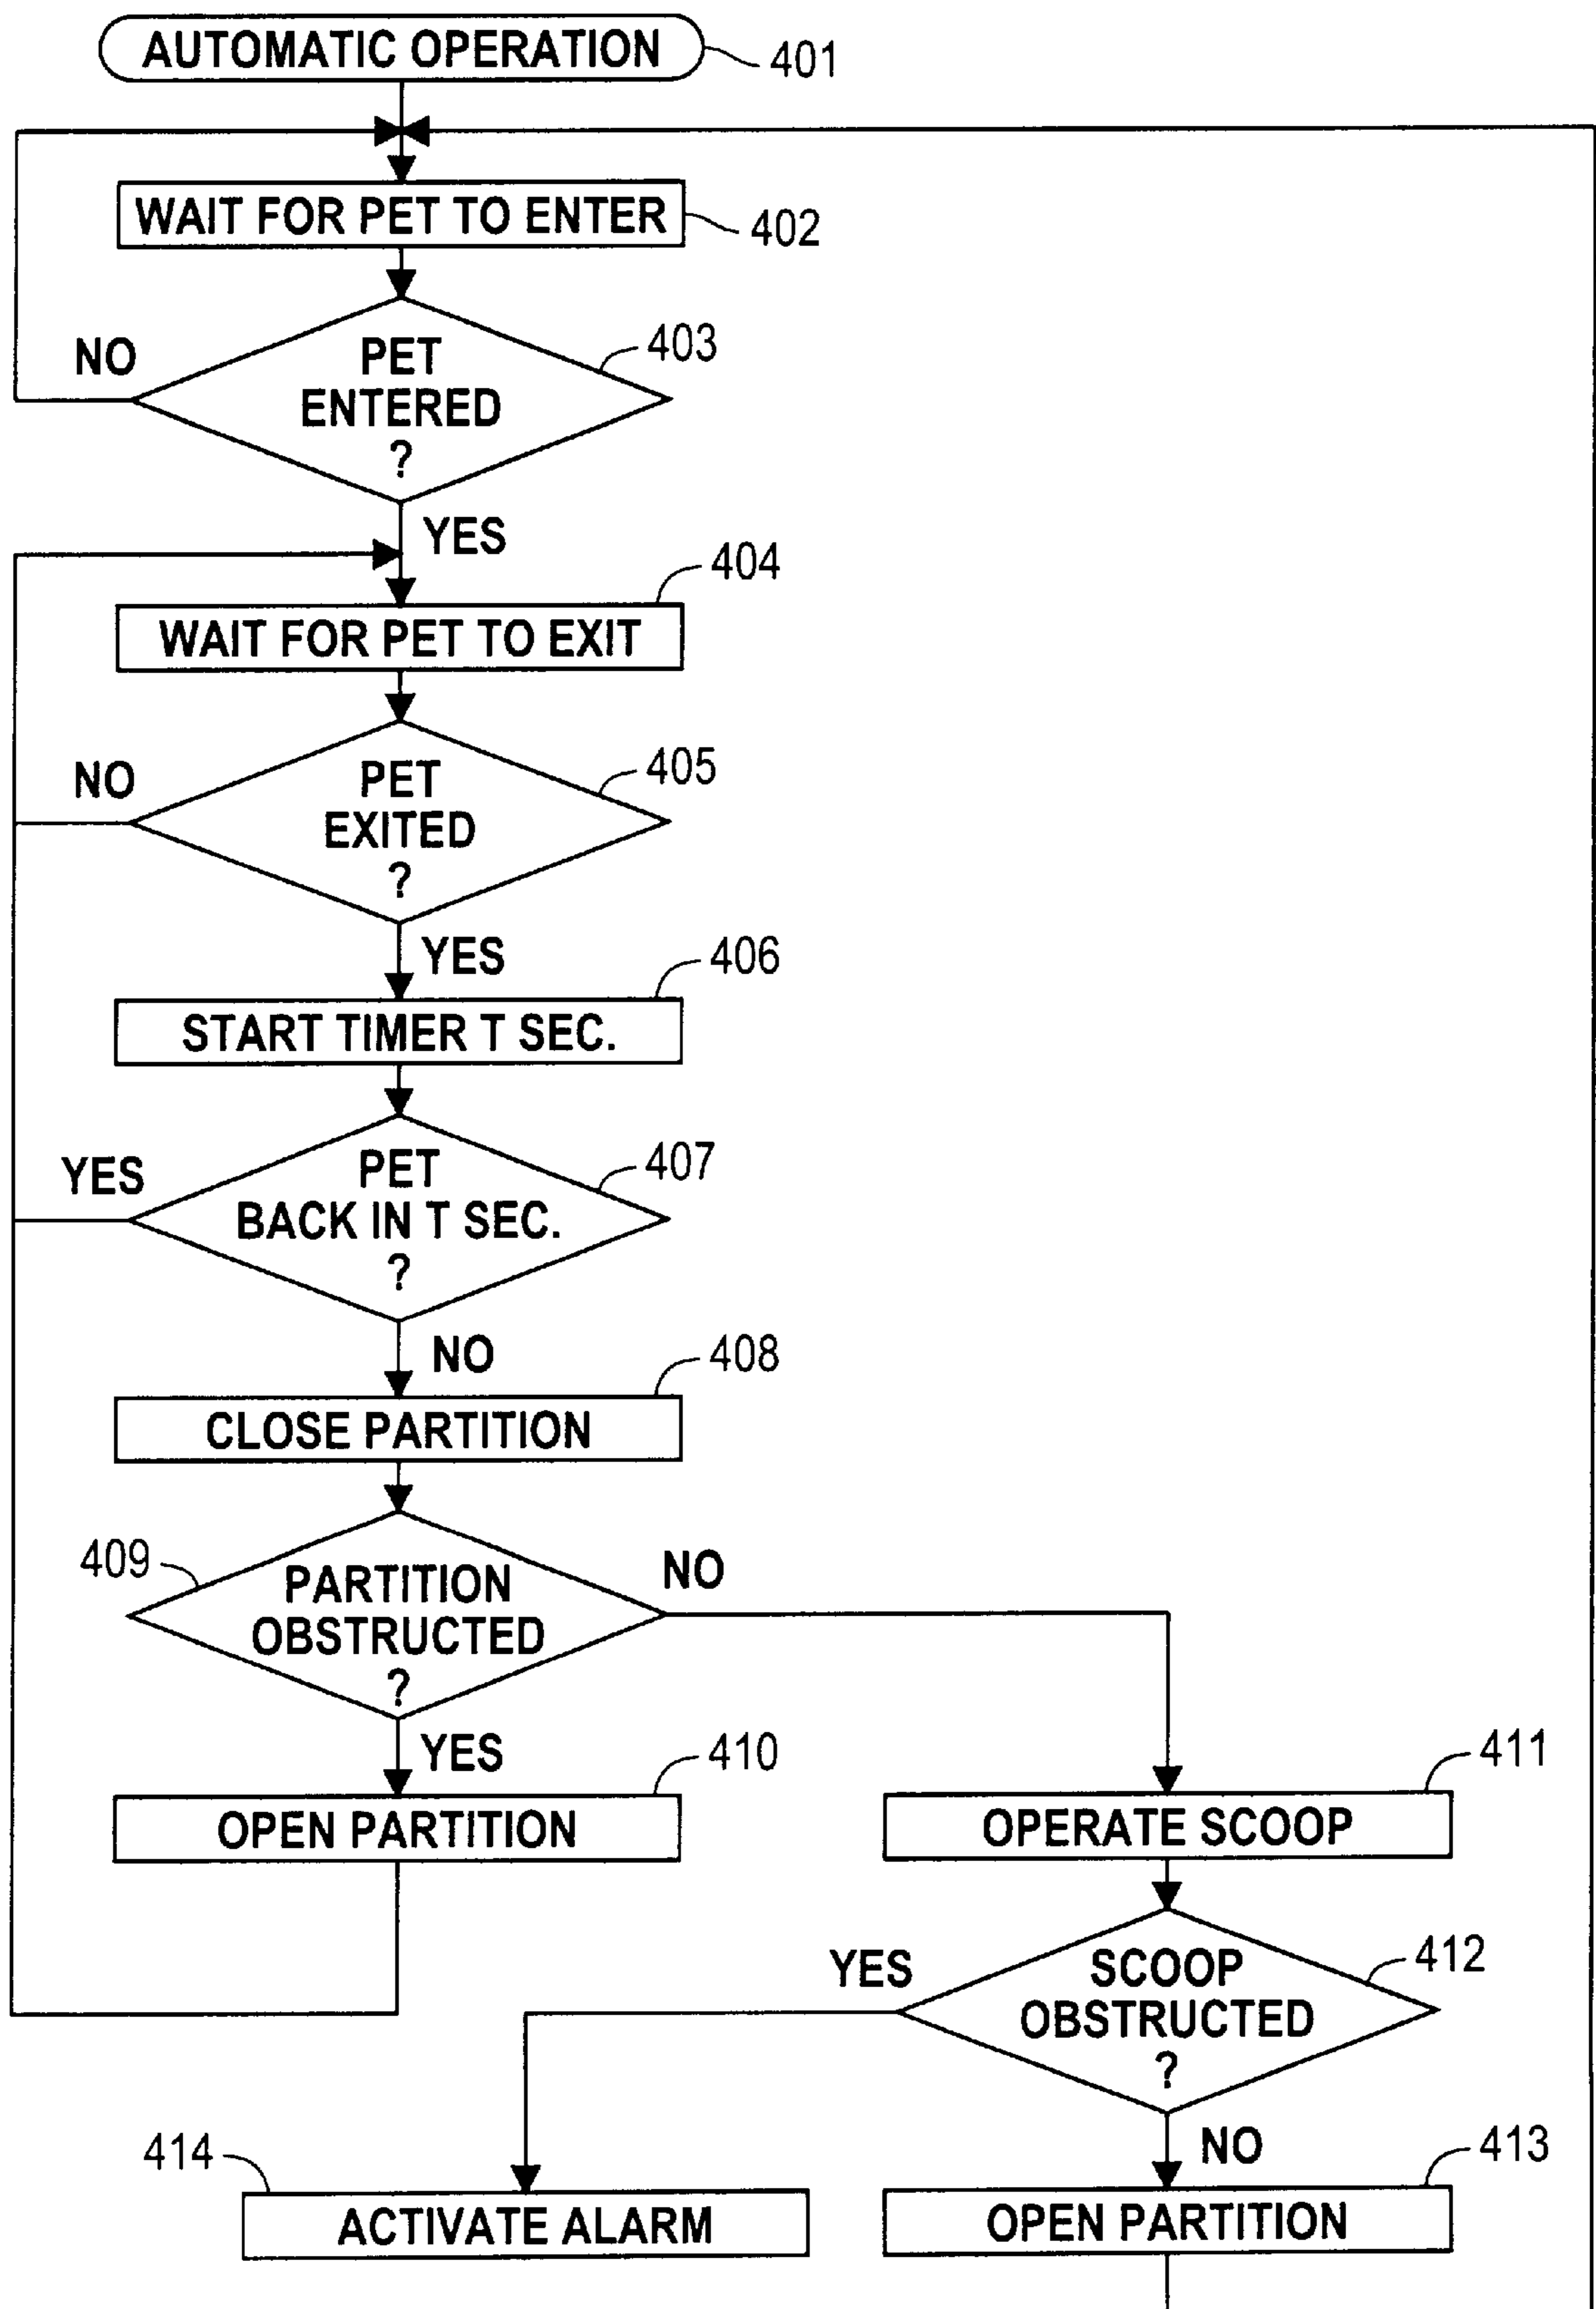 AUTOMATIC OPERATION
401
WAIT FOR PET TO ENTER
402
NO
PET
ENTERED
?
403
YES
404
WAIT FOR PET TO EXIT
NO
PET
EXITED
?
405
YES
406
START TIMER T SEC.
YES
PET
BACK IN T SEC.
?
407
NO
408
CLOSE PARTITION
409
PARTITION
OBSTRUCTED
?
NO
YES
410
OPEN PARTITION
411
OPERATE SCOOP
YES
SCOOP
OBSTRUCTED
?
412
NO
414
ACTIVATE ALARM
413
OPEN PARTITION